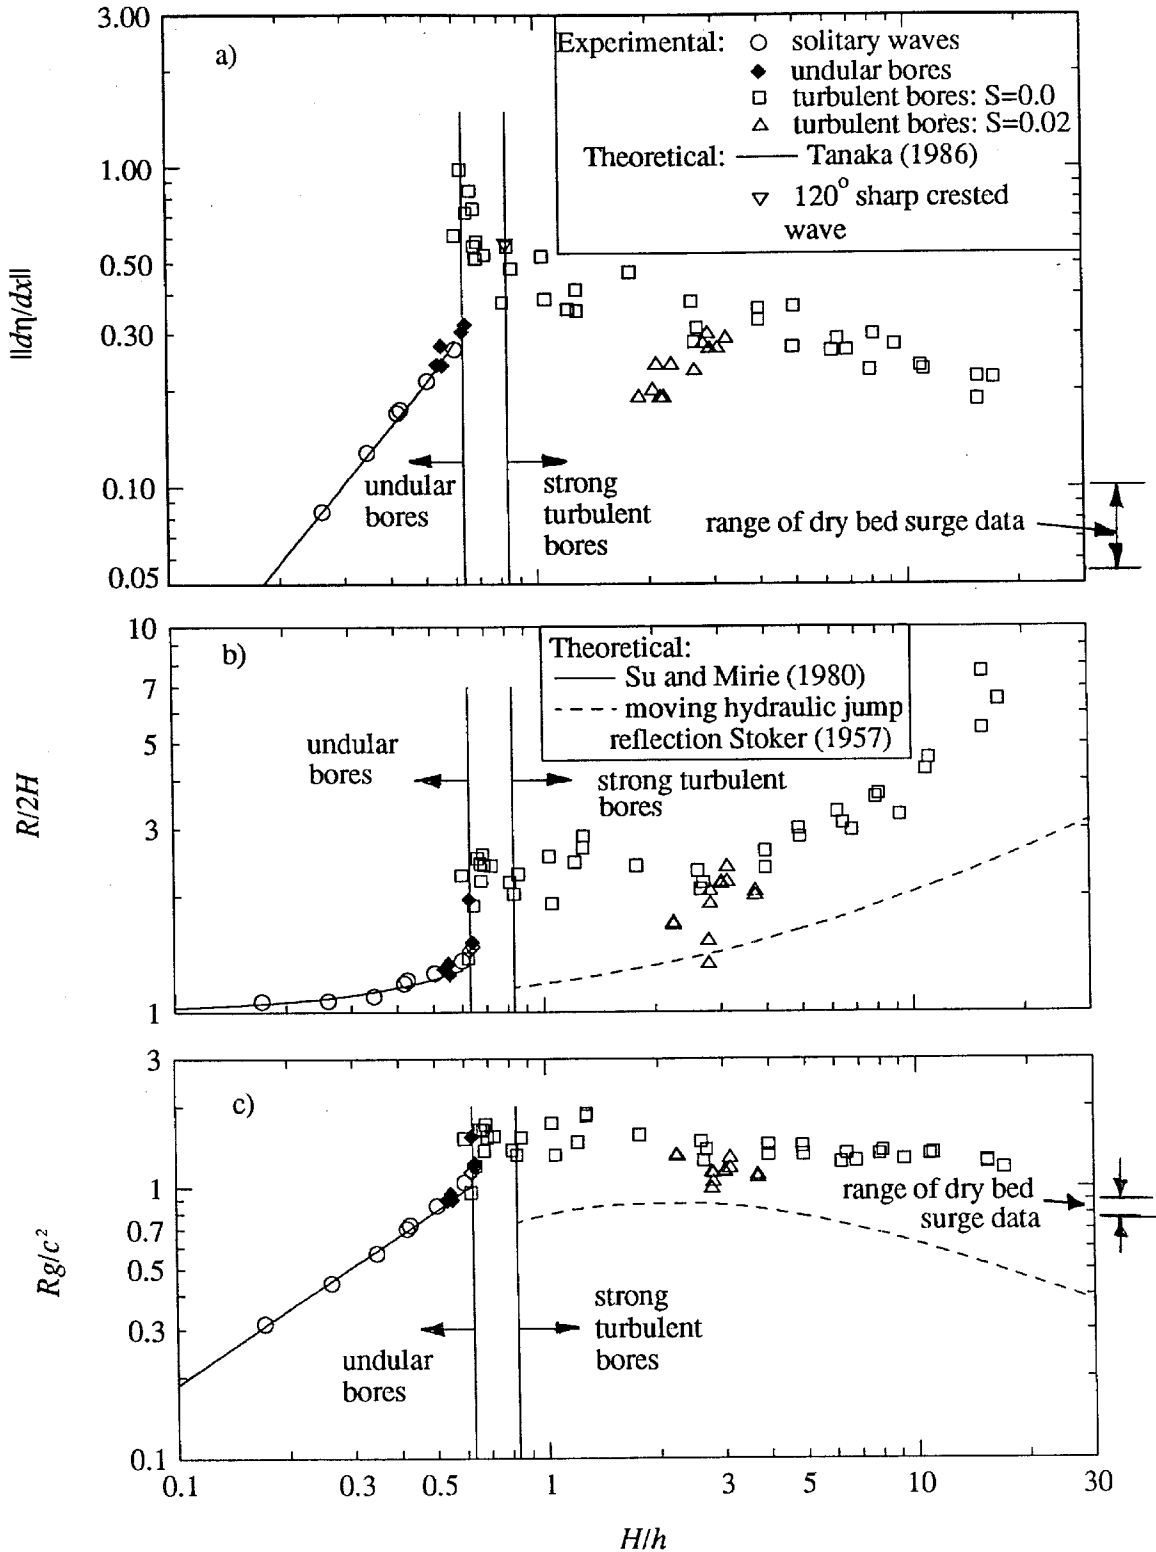 3.00
1.00
0.50
0.30
0.10
0.05
||dη/dx||
a)
Experimental: solitary waves
undular bores
turbulent bores: S=0.0
turbulent bores: S=0.02
Theoretical: Tanaka (1986)
120° sharp crested
wave
undular
bores
strong
turbulent
bores
range of dry bed surge data
10
7
5
3
1
R/2H
b)
Theoretical:
Su and Mirie (1980)
moving hydraulic jump
reflection Stoker (1957)
undular
bores
strong turbulent
bores
3
1
0.7
0.5
0.3
0.1
Rg/c²
c)
range of dry bed
surge data
strong
turbulent
bores
undular
bores
0.1 0.3 0.5 1 3 5 10 30
H/h